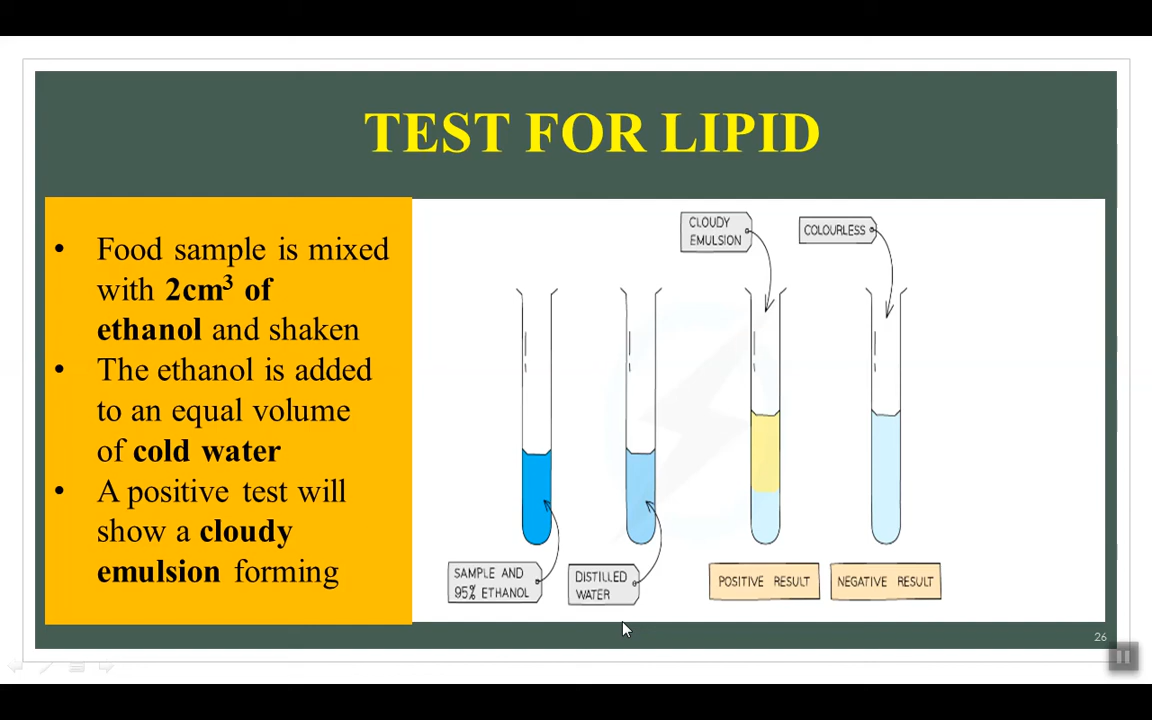 TEST FOR LIPID
• Food sample is mixed
with 2cm³ of
ethanol and shaken
• The ethanol is added
to an equal volume
of cold water
• A positive test will
show a cloudy
emulsion forming
CLOUDY
EMULSION
COLOURLESS
SAMPLE AND
95% ETHANOL
DISTILLED
WATER
POSITIVE RESULT
NEGATIVE RESULT
26